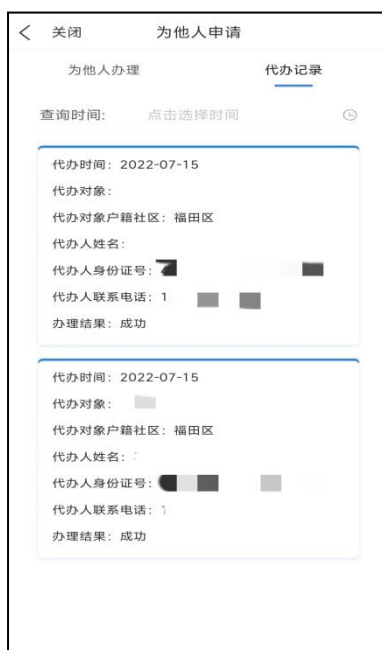 关闭 为他人申请
为他人办理 代办记录
查询时间： 点击选择时间
代办时间：2022-07-15
代办对象：
代办对象户籍社区：福田区
代办人姓名：
代办人身份证号：
代办人联系电话：1
办理结果：成功
代办时间：2022-07-15
代办对象：
代办对象户籍社区：福田区
代办人姓名：
代办人身份证号：
代办人联系电话：1
办理结果：成功